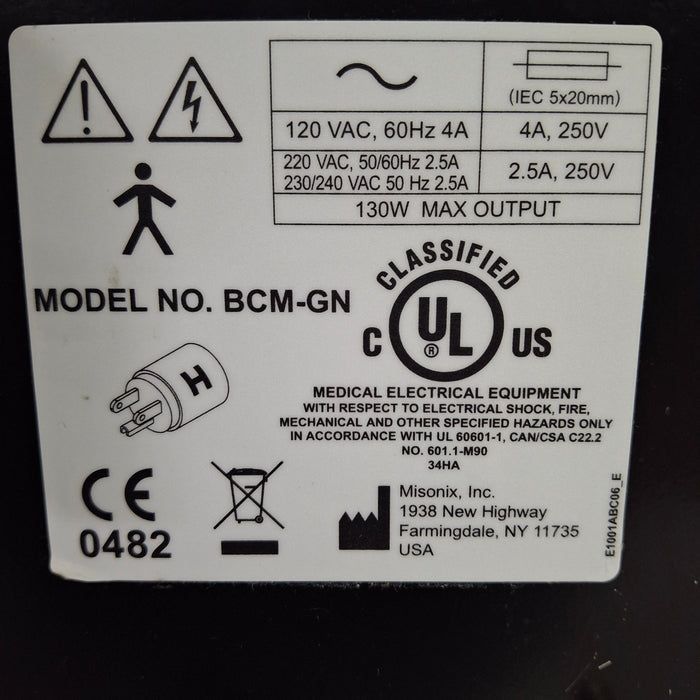 (IEC 5x20mm)
120 VAC, 60Hz 4A
4A, 250V
220 VAC, 50/60Hz 2.5A
230/240 VAC 50 Hz 2.5A
2.5A, 250V
130W MAX OUTPUT
MODEL NO. BCM-GN
CLASSIFIED
C UL US
®
H
MEDICAL ELECTRICAL EQUIPMENT
WITH RESPECT TO ELECTRICAL SHOCK, FIRE,
MECHANICAL AND OTHER SPECIFIED HAZARDS ONLY
IN ACCORDANCE WITH UL 60601-1, CAN/CSA C22.2
NO. 601.1-M90
34HA
CE
0482
Misonix, Inc.
1938 New Highway
Farmingdale, NY 11735
USA
E1001ABC06_E